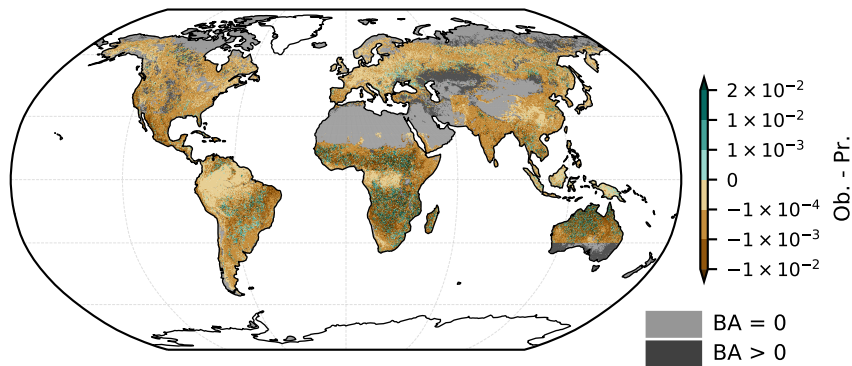 2 × 10⁻²
1 × 10⁻²
1 × 10⁻³
0
−1 × 10⁻⁴
−1 × 10⁻³
−1 × 10⁻²
Ob. - Pr.
BA = 0
BA > 0